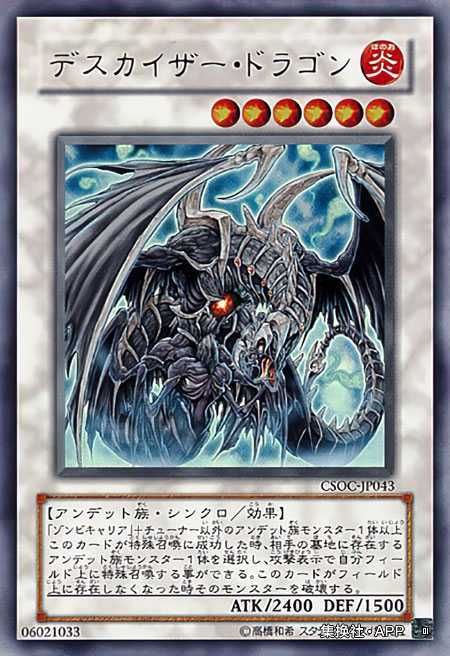 デスカイザー・ドラゴン
炎
ほのお
CSOC-JP043
【アンデット族・シンクロ/効果】
「ゾンビキャリア」+チューナー以外のアンデット族モンスター1体以上
このカードが特殊召喚に成功した時、相手の墓地に存在する
アンデット族モンスター1体を選択し、攻撃表示で自分フィ
ールド上に特殊召喚する事ができる。このカードがフィールド
上に存在しなくなった時そのモンスターを破壊する。
ATK/2400 DEF/1500
06021033
©高橋和希 スタジオ・
集換社·APP